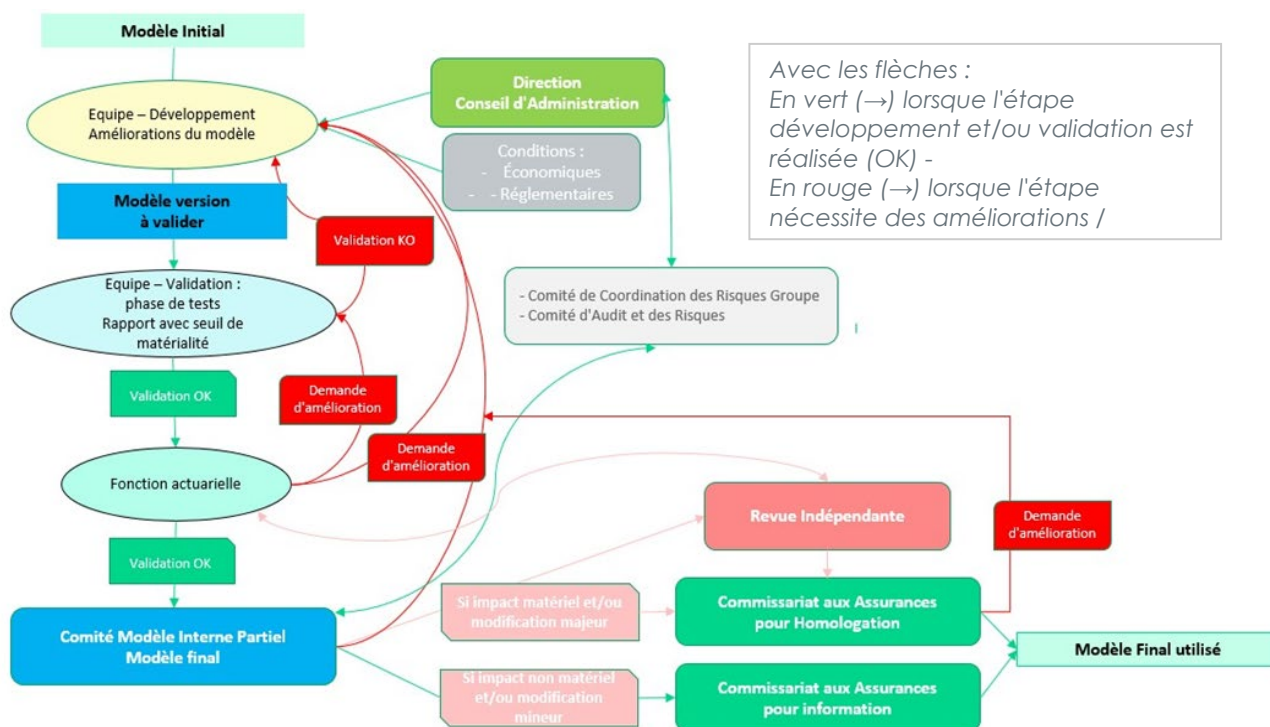 Modèle Initial
Avec les flèches :
En vert (→) lorsque l'étape
développement et/ou validation est
réalisée (OK) -
En rouge (→) lorsque l'étape
nécessite des améliorations /
Direction
Conseil d'Administration
Equipe – Développement
Améliorations du modèle
Conditions :
- Économiques
- - Réglementaires
Modèle version
à valider
Validation KO
Equipe – Validation :
phase de tests
Rapport avec seuil de
matérialité
- Comité de Coordination des Risques Groupe
- Comité d'Audit et des Risques
Validation OK
Demande
d'amélioration
Demande
d'amélioration
Fonction actuarielle
Revue Indépendante
Demande
d'amélioration
Validation OK
Si impact matériel et/ou
modification majeur
Commissariat aux Assurances
pour Homologation
Comité Modèle Interne Partiel
Modèle final
Modèle Final utilisé
Si impact non matériel
et/ou modification
mineur
Commissariat aux Assurances
pour information